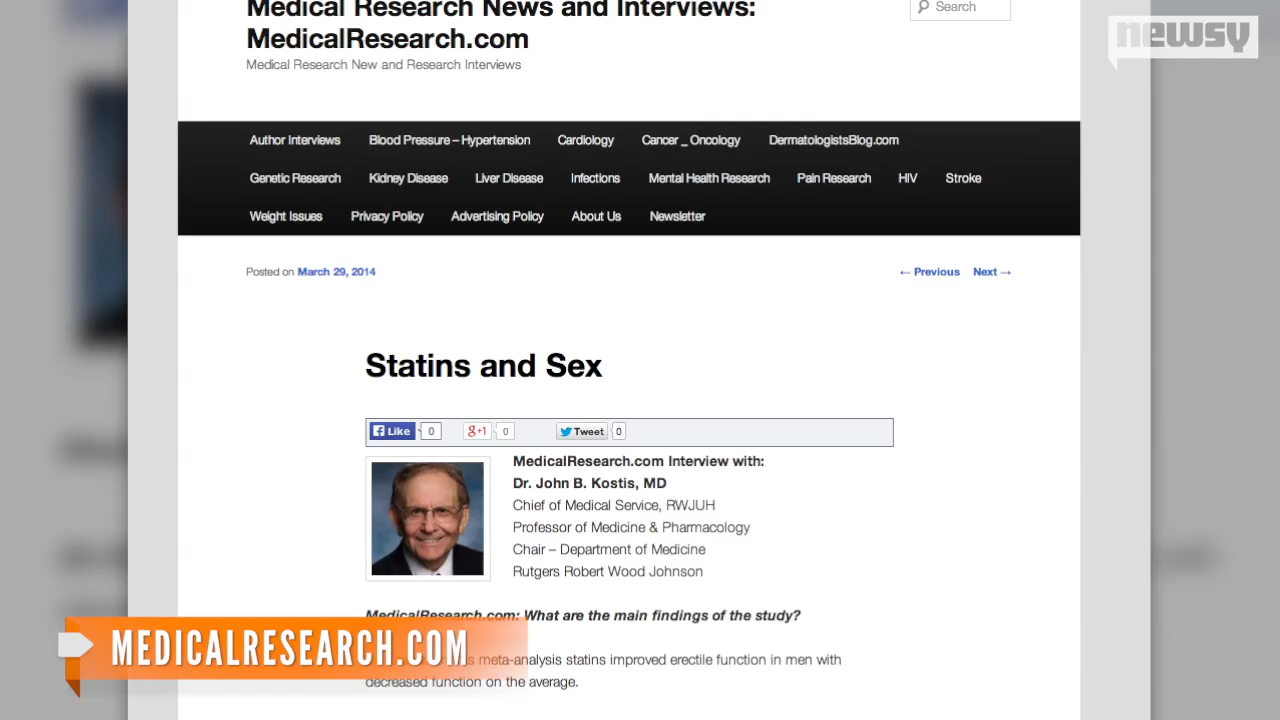 Medical Research News and Interviews:
MedicalResearch.com
Medical Research New and Research Interviews
Search
newsy
Author Interviews Blood Pressure – Hypertension Cardiology Cancer _ Oncology DermatologistsBlog.com
Genetic Research Kidney Disease Liver Disease Infections Mental Health Research Pain Research HIV Stroke
Weight Issues Privacy Policy Advertising Policy About Us Newsletter
Posted on March 29, 2014
← Previous Next →
Statins and Sex
Like 0 +1 0 Tweet 0
MedicalResearch.com Interview with:
Dr. John B. Kostis, MD
Chief of Medical Service, RWJUH
Professor of Medicine & Pharmacology
Chair – Department of Medicine
Rutgers Robert Wood Johnson
MedicalResearch.com: What are the main findings of the study?
meta-analysis statins improved erectile function in men with
decreased function on the average.
MEDICALRESEARCH.COM